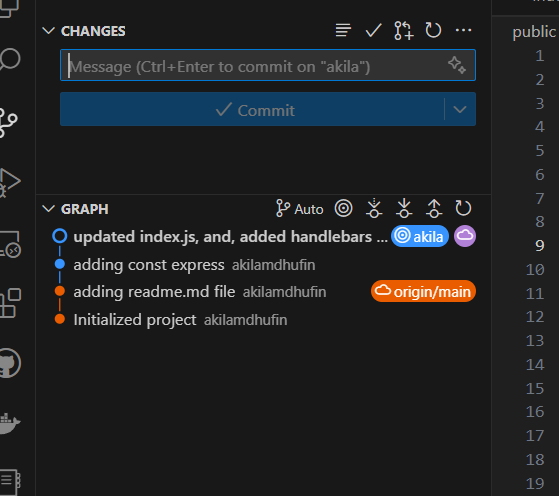 CHANGES
Message (Ctrl+Enter to commit on "akila")
Commit
GRAPH
Auto
updated index.js, and, added handlebars ... akila
adding const express akilamdhufin
adding readme.md file akilamdhufin origin/main
Initialized project akilamdhufin
public
1
2
3
4
5
6
7
8
9
10
11
12
13
14
15
16
17
18
19